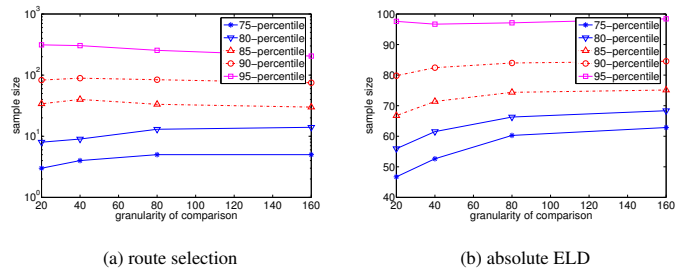 10³
10²
10¹
10⁰
sample size
75−percentile
80−percentile
85−percentile
90−percentile
95−percentile
20 40 60 80 100 120 140 160
granularity of comparison
(a) route selection
100
90
80
70
60
50
40
sample size
75−percentile
80−percentile
85−percentile
90−percentile
95−percentile
20 40 60 80 100 120 140 160
granularity of comparison
(b) absolute ELD